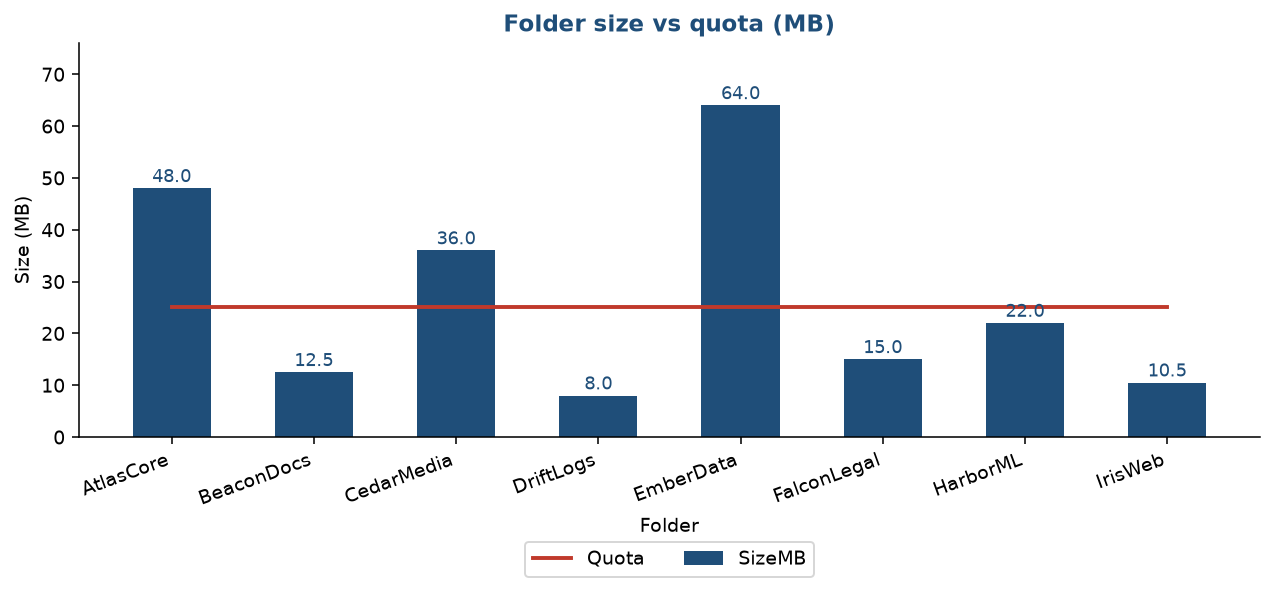 Folder size vs quota (MB)
Size (MB)
70
60
50
40
30
20
10
0
48.0
12.5
36.0
8.0
64.0
15.0
22.0
10.5
AtlasCore
BeaconDocs
CedarMedia
DriftLogs
EmberData
FalconLegal
HarborML
IrisWeb
Folder
Quota SizeMB